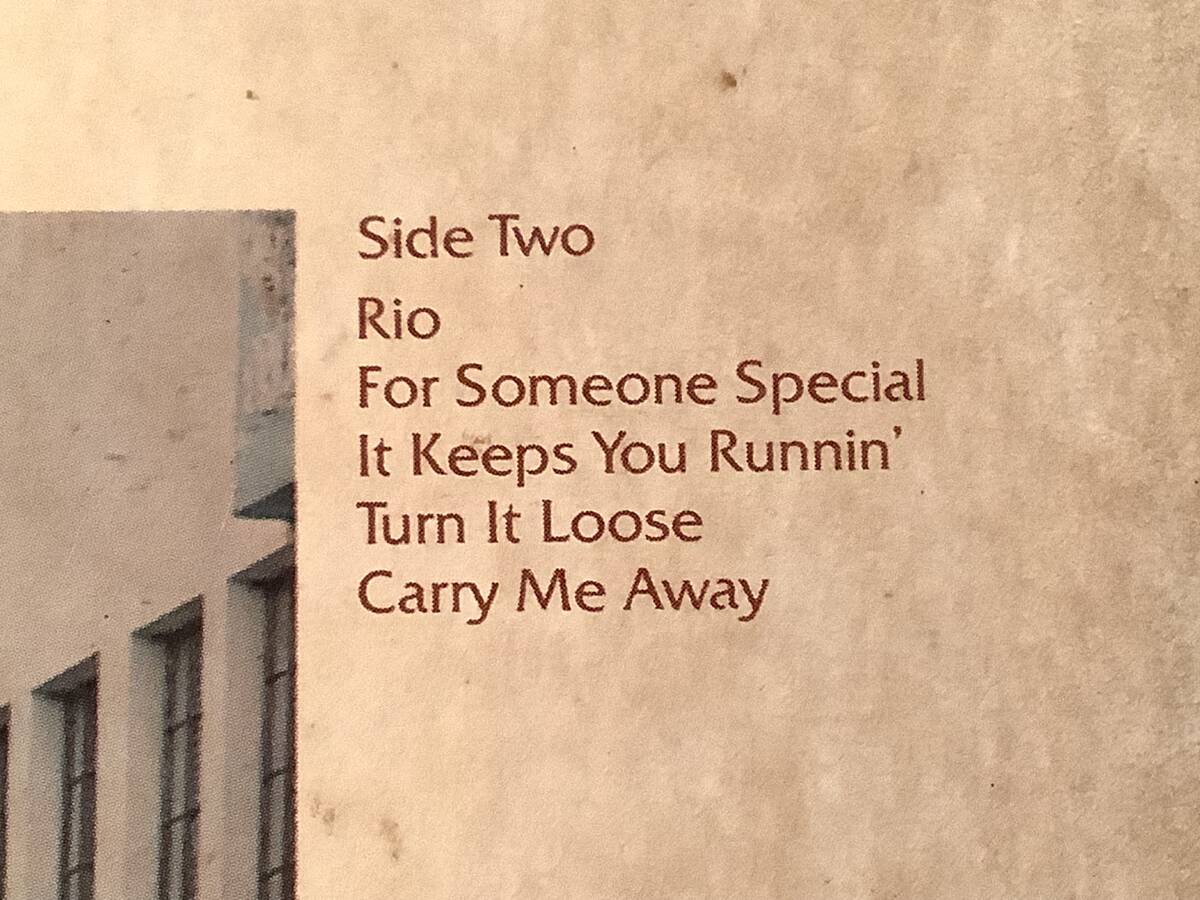 Side Two
Rio
For Someone Special
It Keeps You Runnin’
Turn It Loose
Carry Me Away